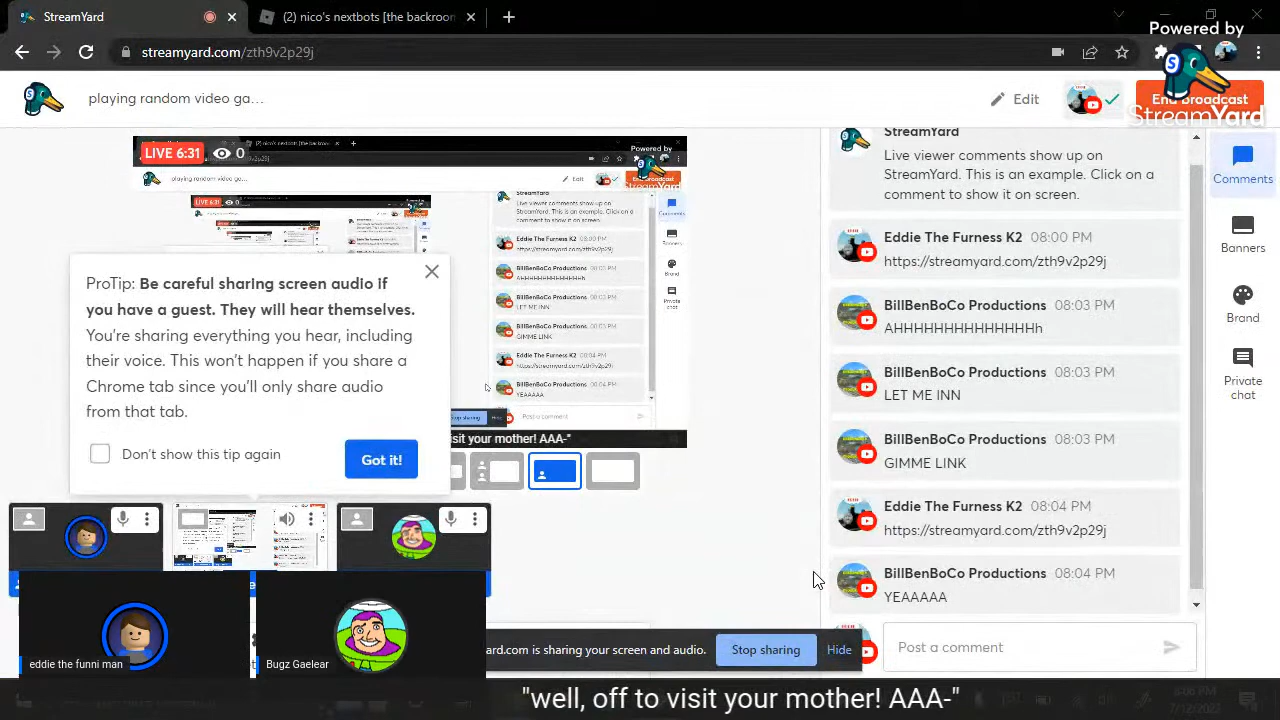 StreamYard
(2) nico's nextbots [the backroom
Powered by
streamyard.com/zth9v2p29j
playing random video ga…
Edit
End broadcast
StreamYard
LIVE 6:31
0
StreamYard
Live viewer comments show up on
StreamYard. This is an example. Click on a
comment to show it on screen.
Comments
Eddie The Furness K2 08:00 PM
https://streamyard.com/zth9v2p29j
Banners
BillBenBoCo Productions 08:03 PM
AHHHHHHHHHHHHHHh
Brand
BillBenBoCo Productions 08:03 PM
LET ME INN
Private
chat
BillBenBoCo Productions 08:03 PM
GIMME LINK
Eddie The Furness K2 08:04 PM
https://streamyard.com/zth9v2p29j
BillBenBoCo Productions 08:04 PM
YEAAAAA
Post a comment
ProTip: Be careful sharing screen audio if
you have a guest. They will hear themselves.
You're sharing everything you hear, including
their voice. This won't happen if you share a
Chrome tab since you'll only share audio
from that tab.
Don't show this tip again
Got it!
isit your mother! AAA-"
eddie the funni man
Bugz Gaelear
ard.com is sharing your screen and audio.
Stop sharing
Hide
"well, off to visit your mother! AAA-"